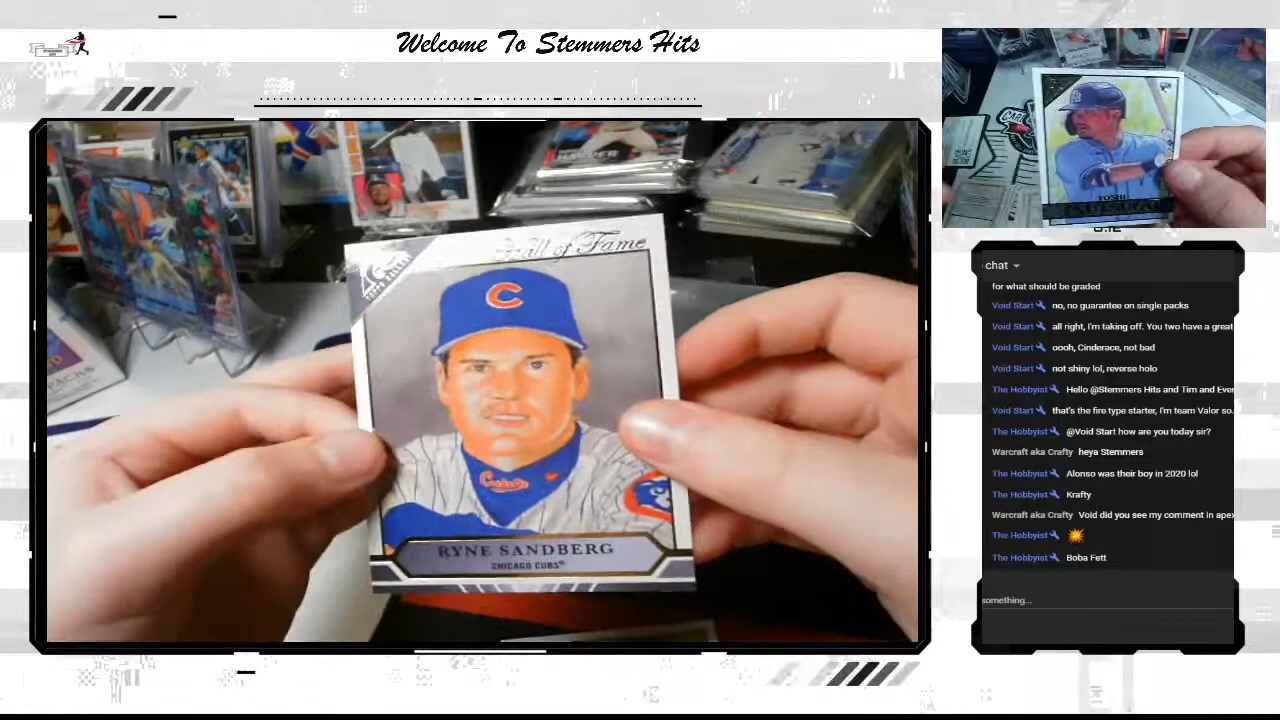 Welcome To Stemmers Hits
Hall of Fame
RYNE SANDBERG
CHICAGO CUBS®
chat
for what should be graded
Void Start no, no guarantee on single packs
Void Start all right, I'm taking off. You two have a great
Void Start oooh, Cinderace, not bad
Void Start not shiny lol, reverse holo
The Hobbyist Hello @Stemmers Hits and Tim and Ever
Void Start that's the fire type starter, I'm team Valor so.
The Hobbyist @Void Start how are you today sir?
Warcraft aka Crafty heya Stemmers
The Hobbyist Alonso was their boy in 2020 lol
The Hobbyist Krafty
Warcraft aka Crafty Void did you see my comment in apex
The Hobbyist
The Hobbyist Boba Fett
something...